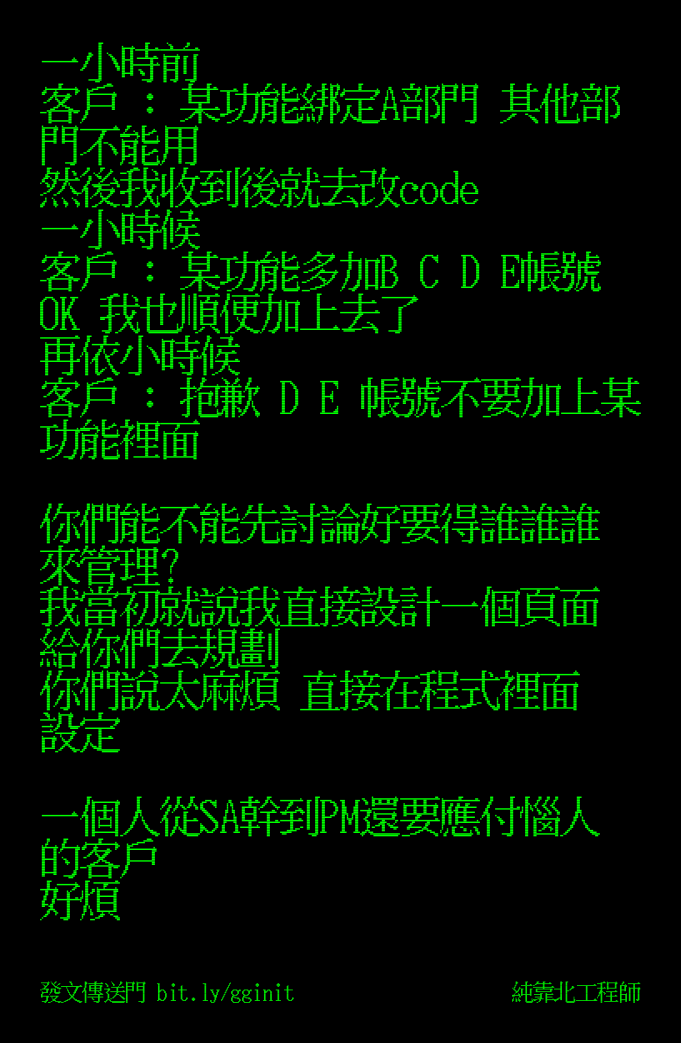 一小時前
客戶 : 某功能綁定A部門 其他部
門不能用
然後我收到後就去改code
一小時候
客戶 : 某功能多加B C D E帳號
OK 我也順便加上去了
再依小時候
客戶 : 抱歉 D E 帳號不要加上某
功能裡面
你們能不能先討論好要得誰誰誰
來管理?
我當初就說我直接設計一個頁面
給你們去規劃
你們說太麻煩 直接在程式裡面
設定
一個人從SA幹到PM還要應付惱人
的客戶
好煩
發文傳送門 bit.ly/gginit
純靠北工程師